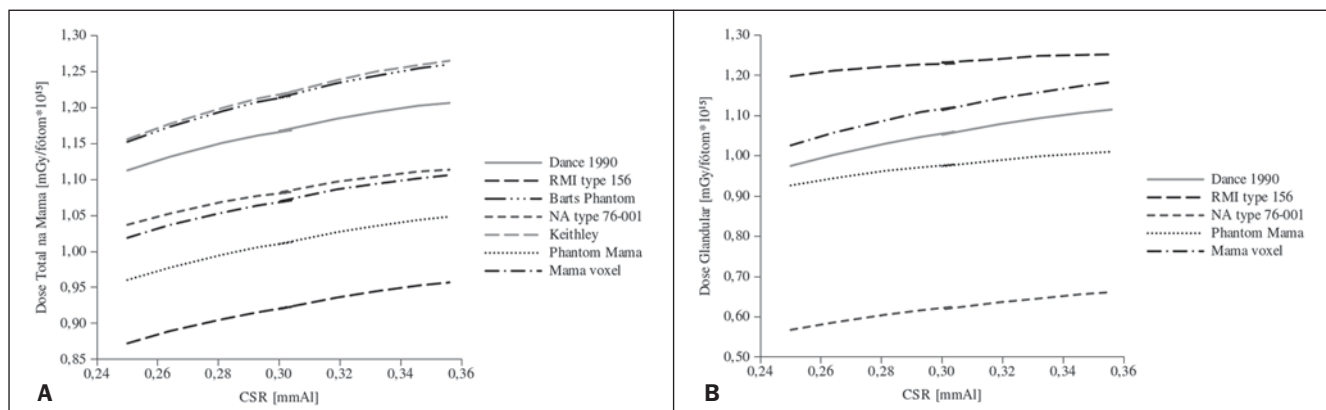 Dose Total na Mama [mGy/fótom*10¹⁵]
1,30
1,25
1,20
1,15
1,10
1,05
1,00
0,95
0,90
0,85
0,24 0,26 0,28 0,30 0,32 0,34 0,36
CSR [mmAl]
A
Dance 1990
RMI type 156
Barts Phantom
NA type 76-001
Keithley
Phantom Mama
Mama voxel
Dose Glandular [mGy/fótom*10¹⁵]
1,30
1,20
1,10
1,00
0,90
0,80
0,70
0,60
0,50
0,24 0,26 0,28 0,30 0,32 0,34 0,36
CSR [mmAl]
B
Dance 1990
RMI type 156
NA type 76-001
Phantom Mama
Mama voxel